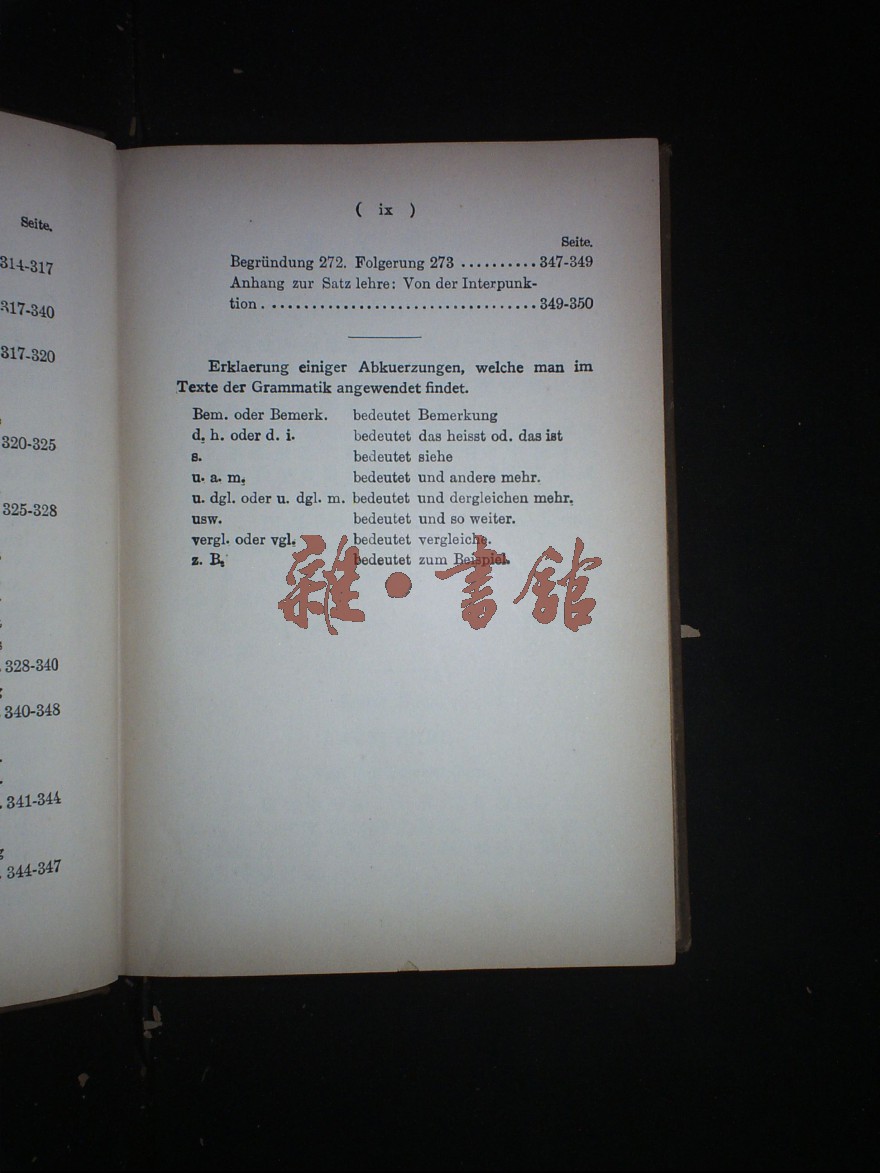 Seite.
314-317
317-340
317-320
320-325
325-328
328-340
340-348
341-344
344-347
( ix )
Seite.
Begründung 272. Folgerung 273 ..........347-349
Anhang zur Satzlehre: Von der Interpunk-
tion.................................349-350
Erklaerung einiger Abkuerzungen, welche man im
Texte der Grammatik angewendet findet.
Bem. oder Bemerk. bedeutet Bemerkung
d. h. oder d. i. bedeutet das heisst od. das ist
s. bedeutet siehe
u. a. m. bedeutet und andere mehr.
u. dgl. oder u. dgl. m. bedeutet und dergleichen mehr.
usw. bedeutet und so weiter.
vergl. oder vgl. bedeutet vergleiche.
z. B. bedeutet zum Beispiel.
雜·書館